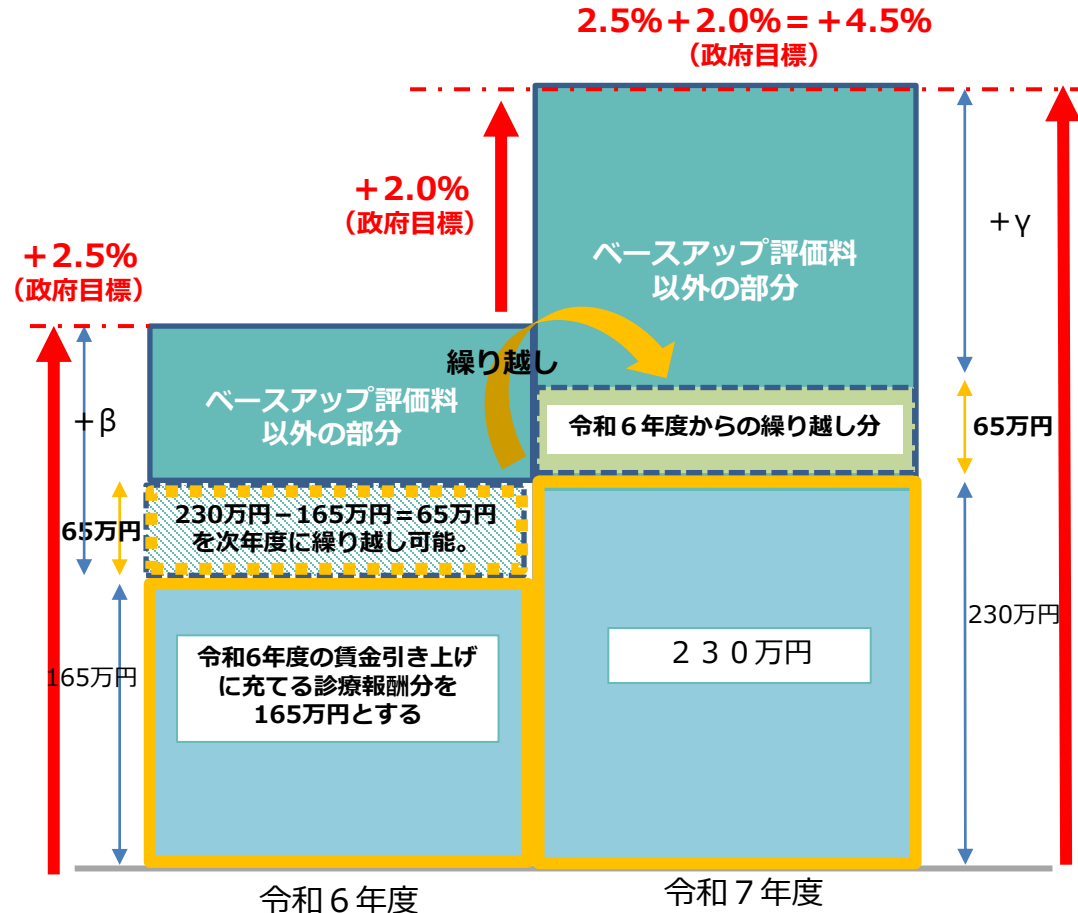 2.5%+2.0%=+4.5%
（政府目標）
+2.0%
（政府目標）
+2.5%
（政府目標）
ベースアップ評価料
以外の部分
+γ
繰り越し
ベースアップ評価料
以外の部分
+β
令和６年度からの繰り越し分
65万円
65万円
230万円－165万円＝65万円
を次年度に繰り越し可能。
165万円
令和6年度の賃金引き上げ
に充てる診療報酬分を
165万円とする
２３０万円
230万円
令和６年度
令和７年度